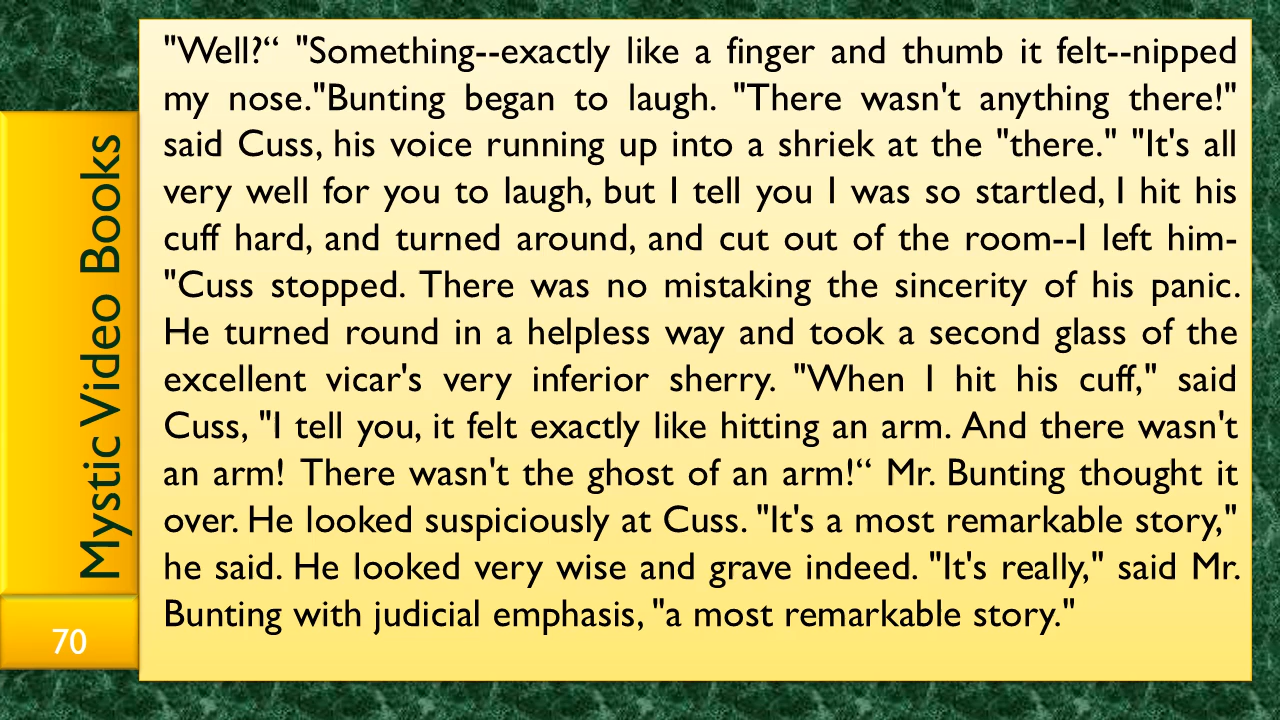 "Well?“ "Something--exactly like a finger and thumb it felt--nipped
my nose."Bunting began to laugh. "There wasn't anything there!"
said Cuss, his voice running up into a shriek at the "there." "It's all
very well for you to laugh, but I tell you I was so startled, I hit his
cuff hard, and turned around, and cut out of the room--I left him-
"Cuss stopped. There was no mistaking the sincerity of his panic.
He turned round in a helpless way and took a second glass of the
excellent vicar's very inferior sherry. "When I hit his cuff," said
Cuss, "I tell you, it felt exactly like hitting an arm. And there wasn't
an arm! There wasn't the ghost of an arm!“ Mr. Bunting thought it
over. He looked suspiciously at Cuss. "It's a most remarkable story,"
he said. He looked very wise and grave indeed. "It's really," said Mr.
Bunting with judicial emphasis, "a most remarkable story."
Mystic Video Books
70